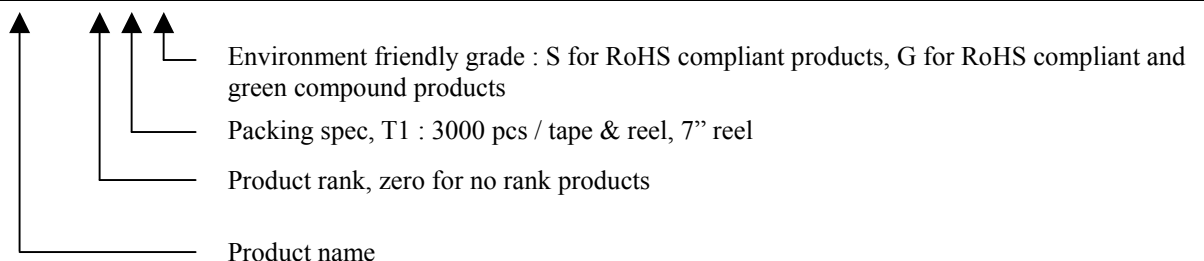 Environment friendly grade : S for RoHS compliant products, G for RoHS compliant and
green compound products
Packing spec, T1 : 3000 pcs / tape & reel, 7” reel
Product rank, zero for no rank products
Product name